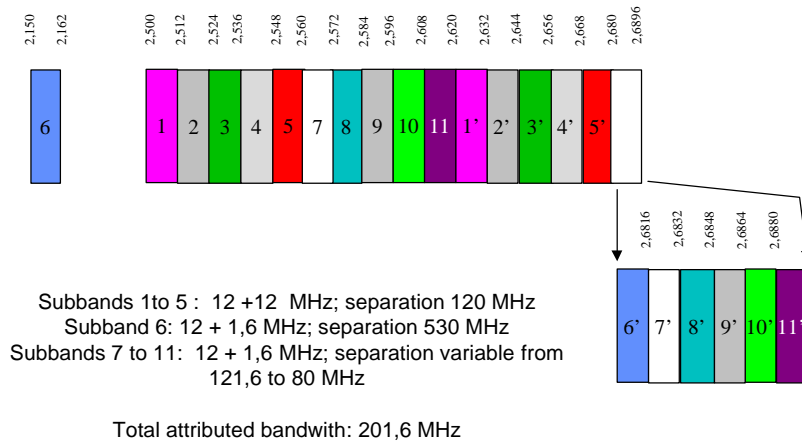 2,150 2,162 2,500 2,512 2,524 2,536 2,548 2,560 2,572 2,584 2,596 2,608 2,620 2,632 2,644 2,656 2,668 2,680 2,6896
6 1 2 3 4 5 7 8 9 10 11 1’ 2’ 3’ 4’ 5’
2,6816 2,6832 2,6848 2,6864 2,6880
6’ 7’ 8’ 9’ 10’ 11’
Subbands 1to 5 : 12 +12 MHz; separation 120 MHz
Subband 6: 12 + 1,6 MHz; separation 530 MHz
Subbands 7 to 11: 12 + 1,6 MHz; separation variable from
121,6 to 80 MHz
Total attributed bandwith: 201,6 MHz